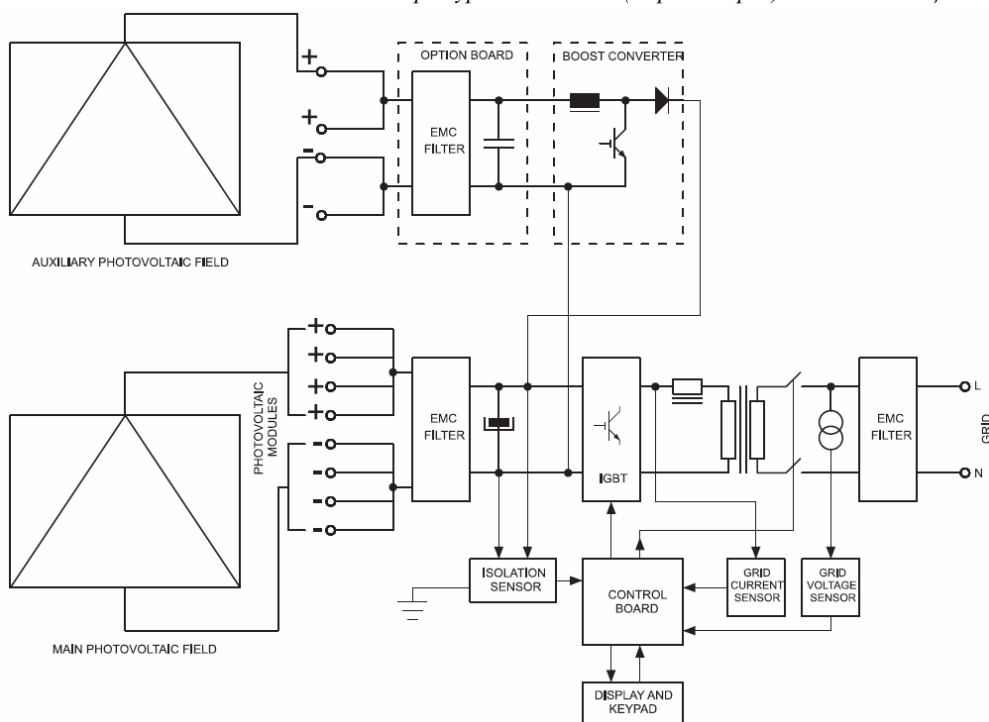 OPTION BOARD
BOOST CONVERTER
+
+
-
-
EMC
FILTER
AUXILIARY PHOTOVOLTAIC FIELD
+
+
+
+
-
-
-
-
PHOTOVOLTAIC
MODULES
EMC
FILTER
IGBT
EMC
FILTER
L
N
GRID
ISOLATION
SENSOR
CONTROL
BOARD
GRID
CURRENT
SENSOR
GRID
VOLTAGE
SENSOR
MAIN PHOTOVOLTAIC FIELD
DISPLAY AND
KEYPAD